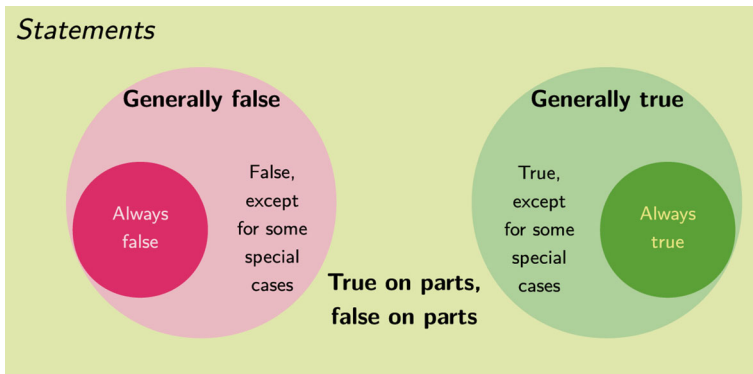 Statements
Generally false
Always
false
False,
except
for some
special
cases
True on parts,
false on parts
Generally true
True,
except
for some
special
cases
Always
true